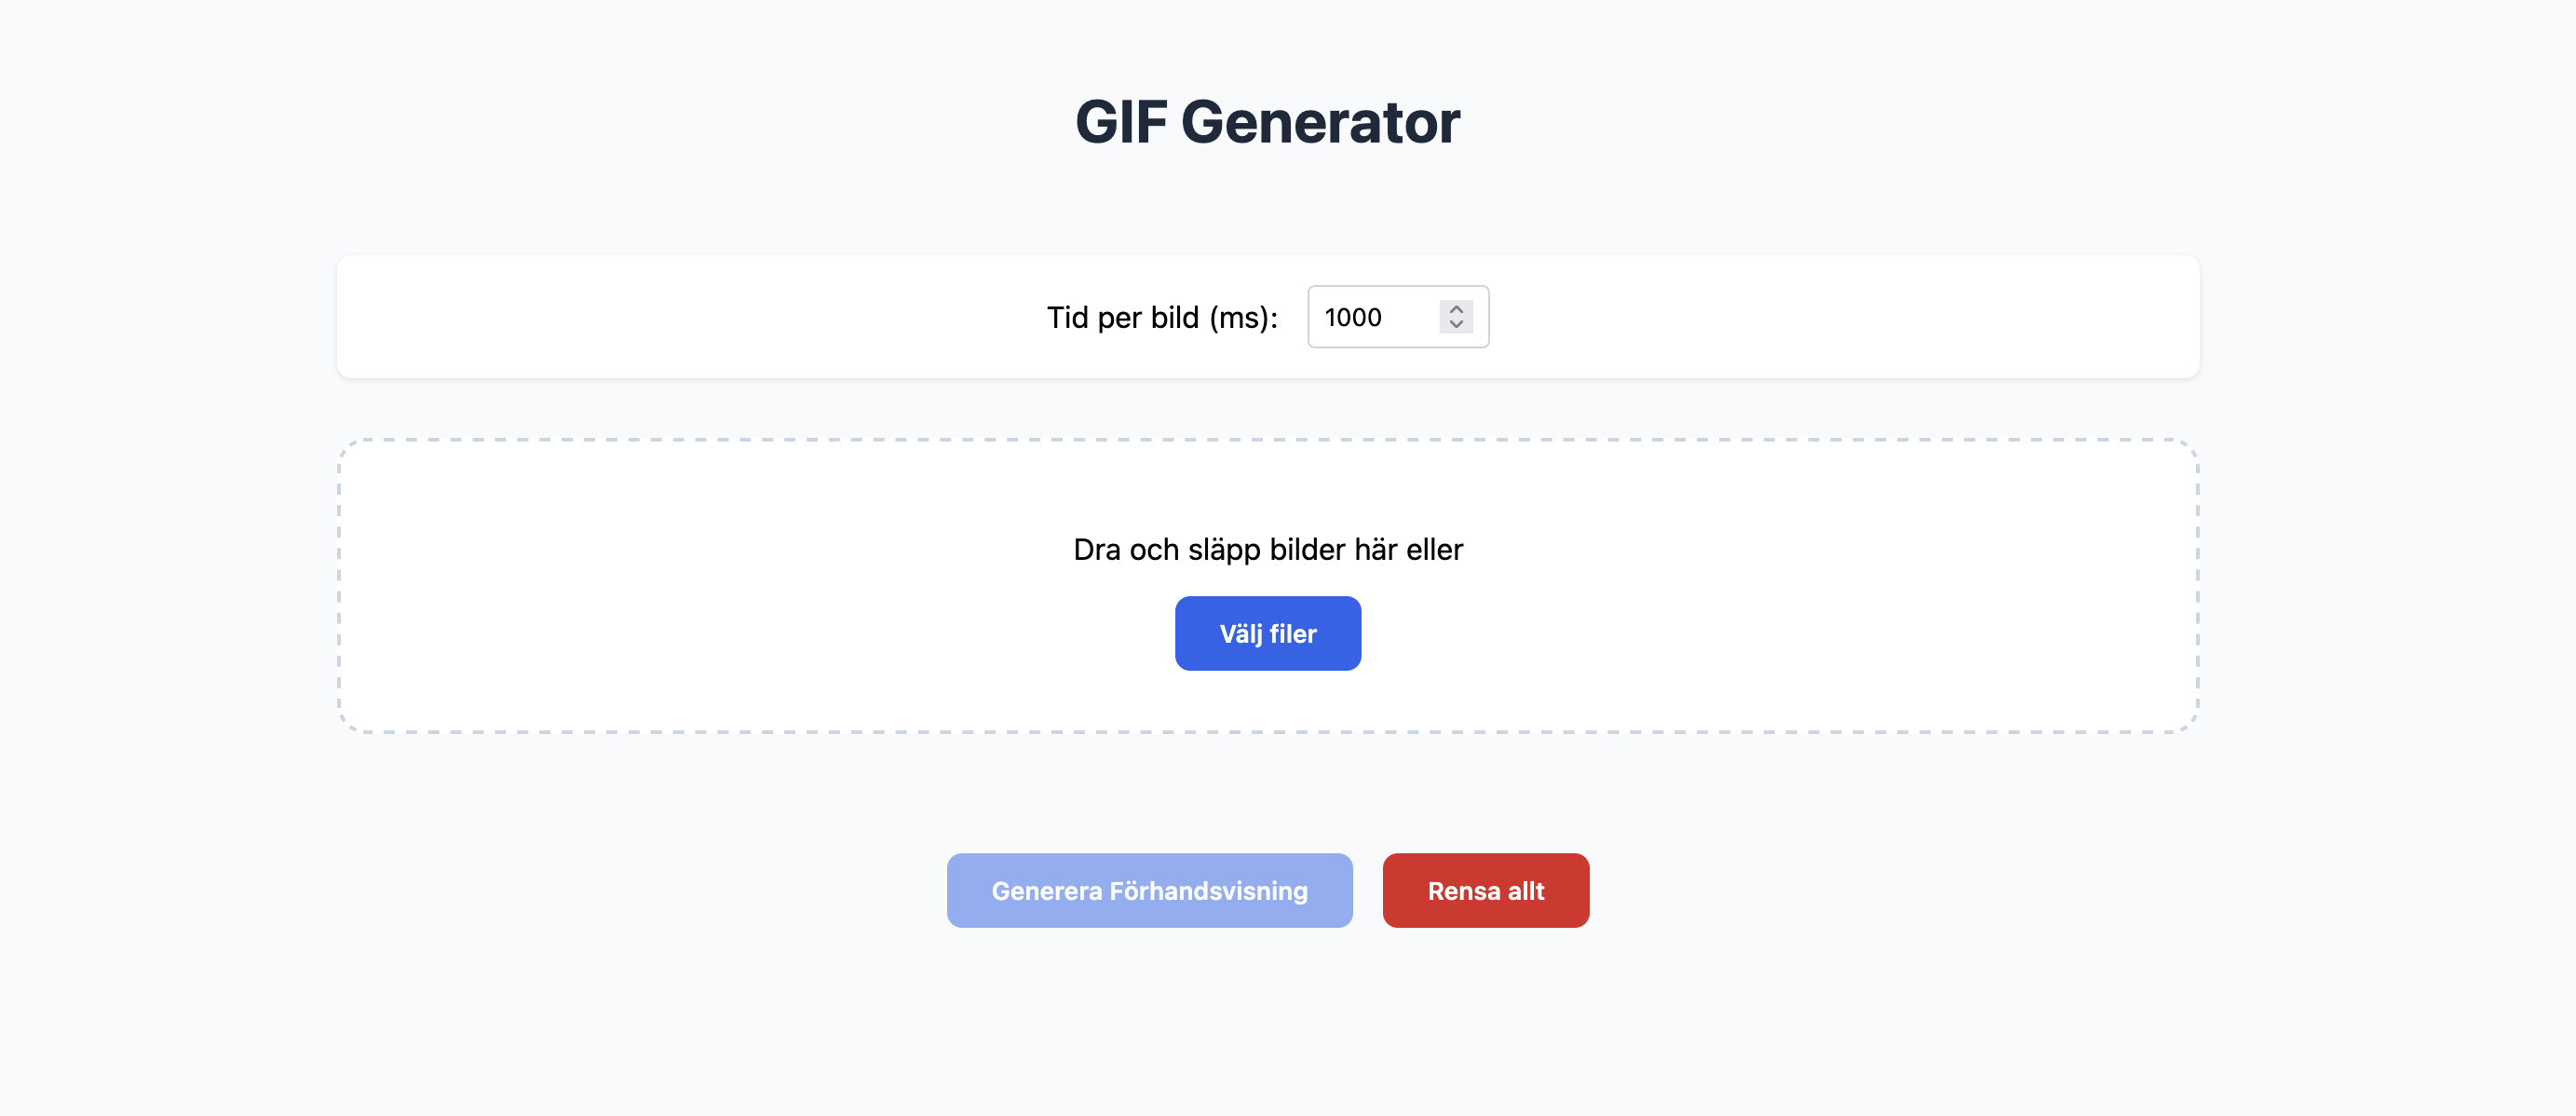 GIF Generator
Tid per bild (ms): 1000
Dra och släpp bilder här eller
Välj filer
Generera Förhandsvisning Rensa allt